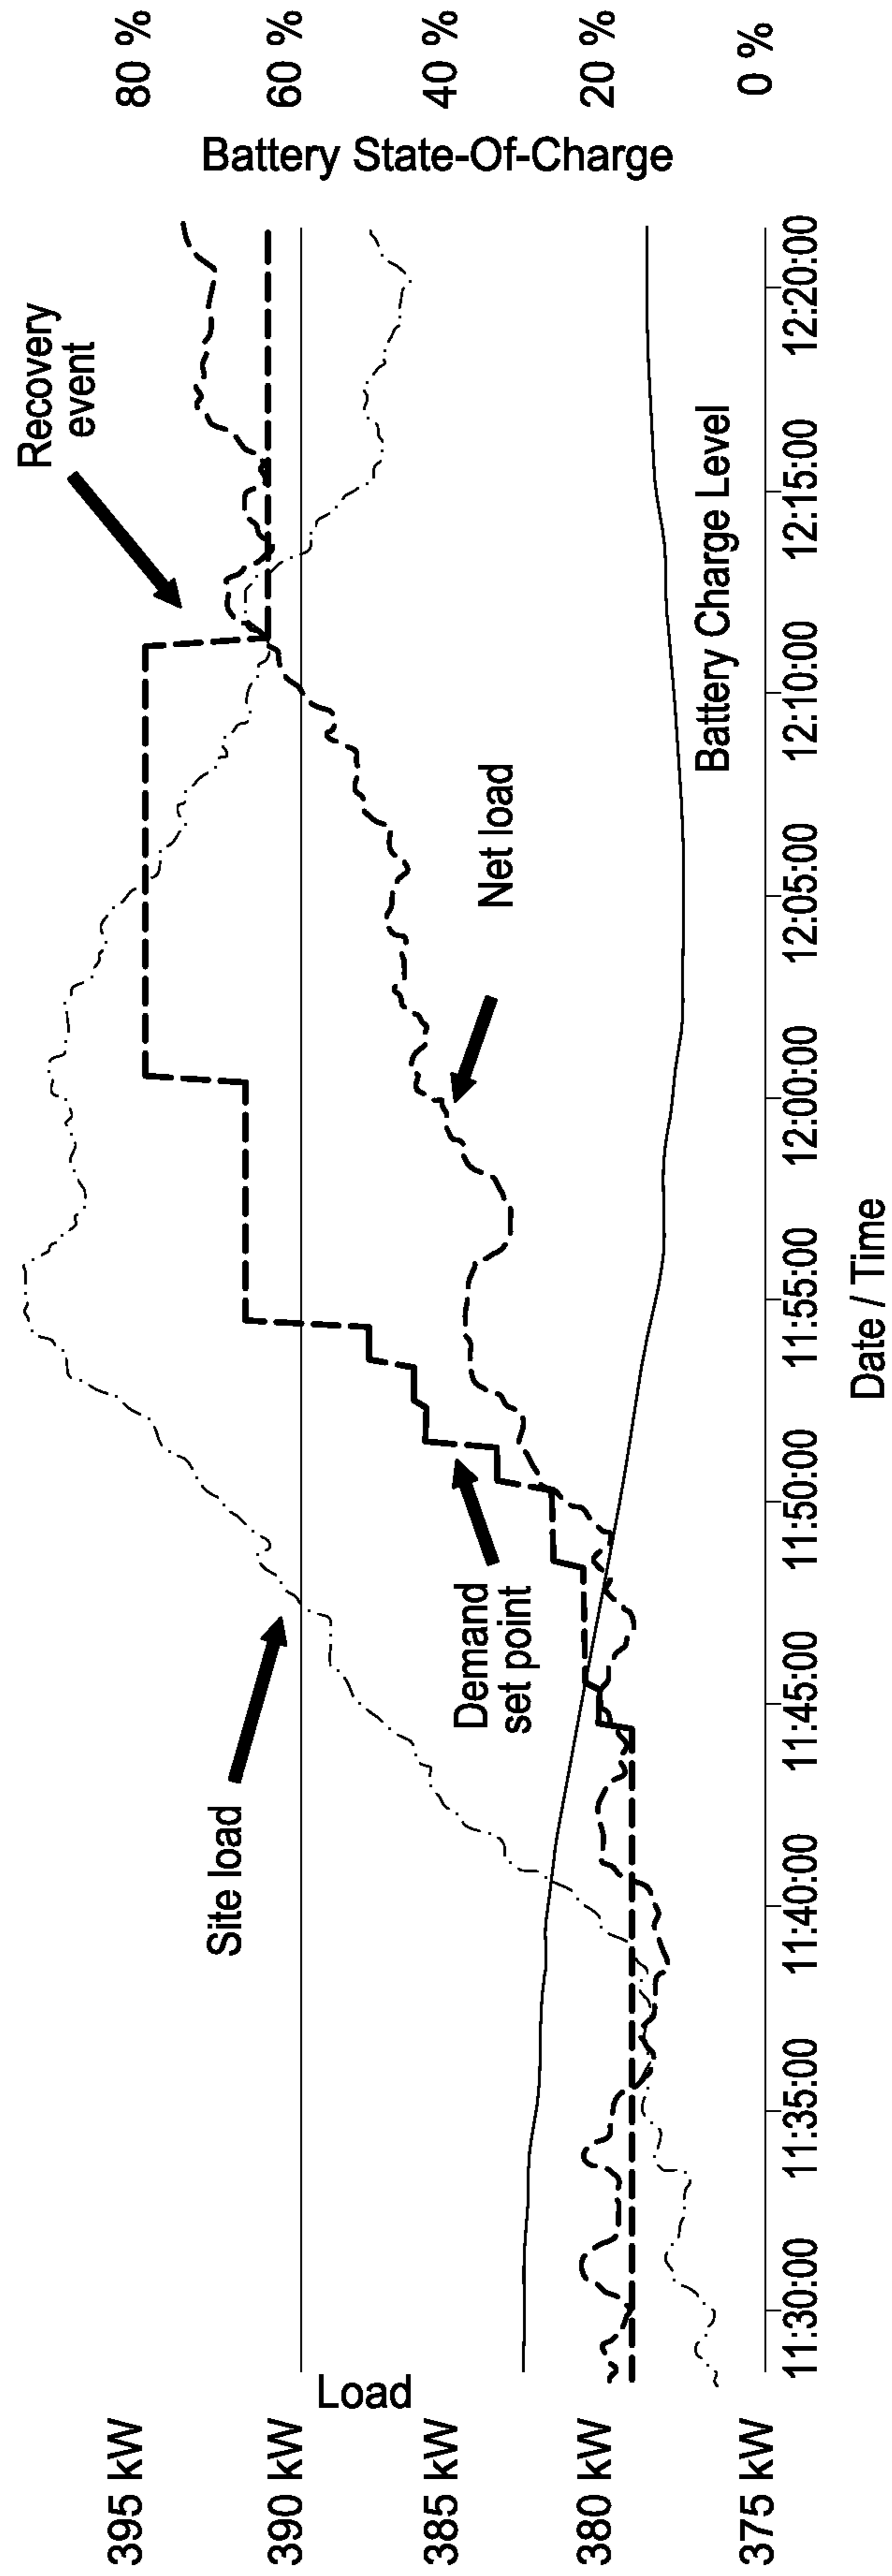 395 kW
390 kW
385 kW
380 kW
375 kW
Load
Site load
Demand
set point
Net load
Recovery
event
Battery Charge Level
80 %
60 %
40 %
20 %
0 %
Battery State-Of-Charge
11:30:00
11:35:00
11:40:00
11:45:00
11:50:00
11:55:00
12:00:00
12:05:00
12:10:00
12:15:00
12:20:00
Date / Time